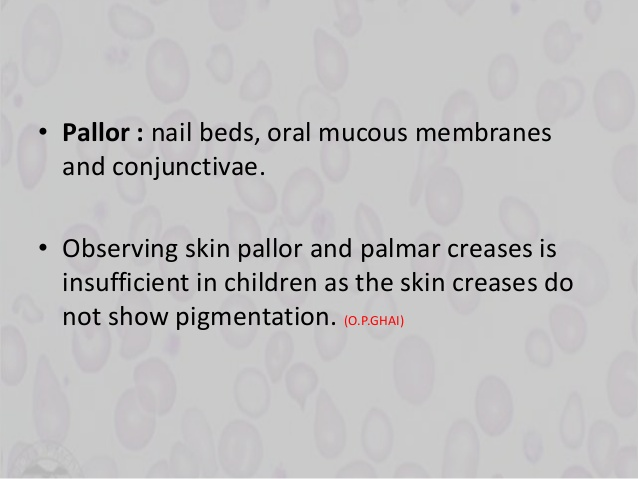 • Pallor : nail beds, oral mucous membranes
and conjunctivae.
• Observing skin pallor and palmar creases is
insufficient in children as the skin creases do
not show pigmentation. (O.P.GHAI)